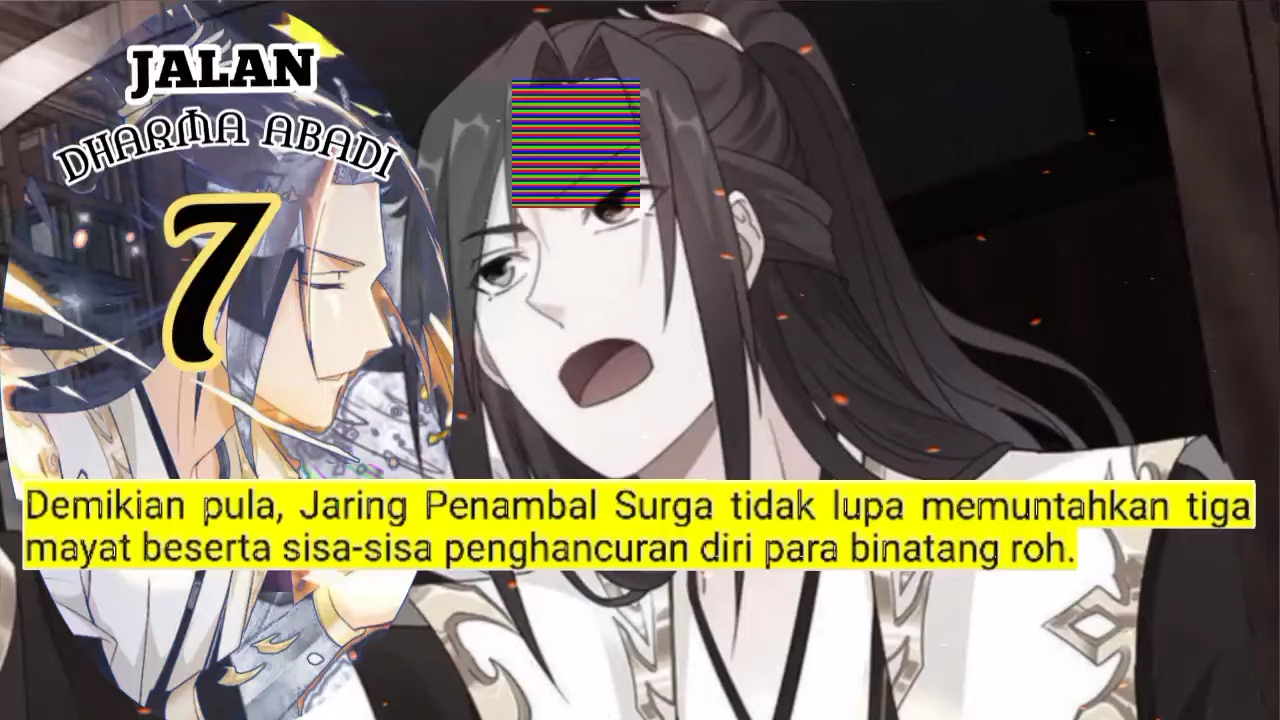 JALAN
DHARMA ABADI
7
Demikian pula, Jaring Penambal Surga tidak lupa memuntahkan tiga
mayat beserta sisa-sisa penghancuran diri para binatang roh.